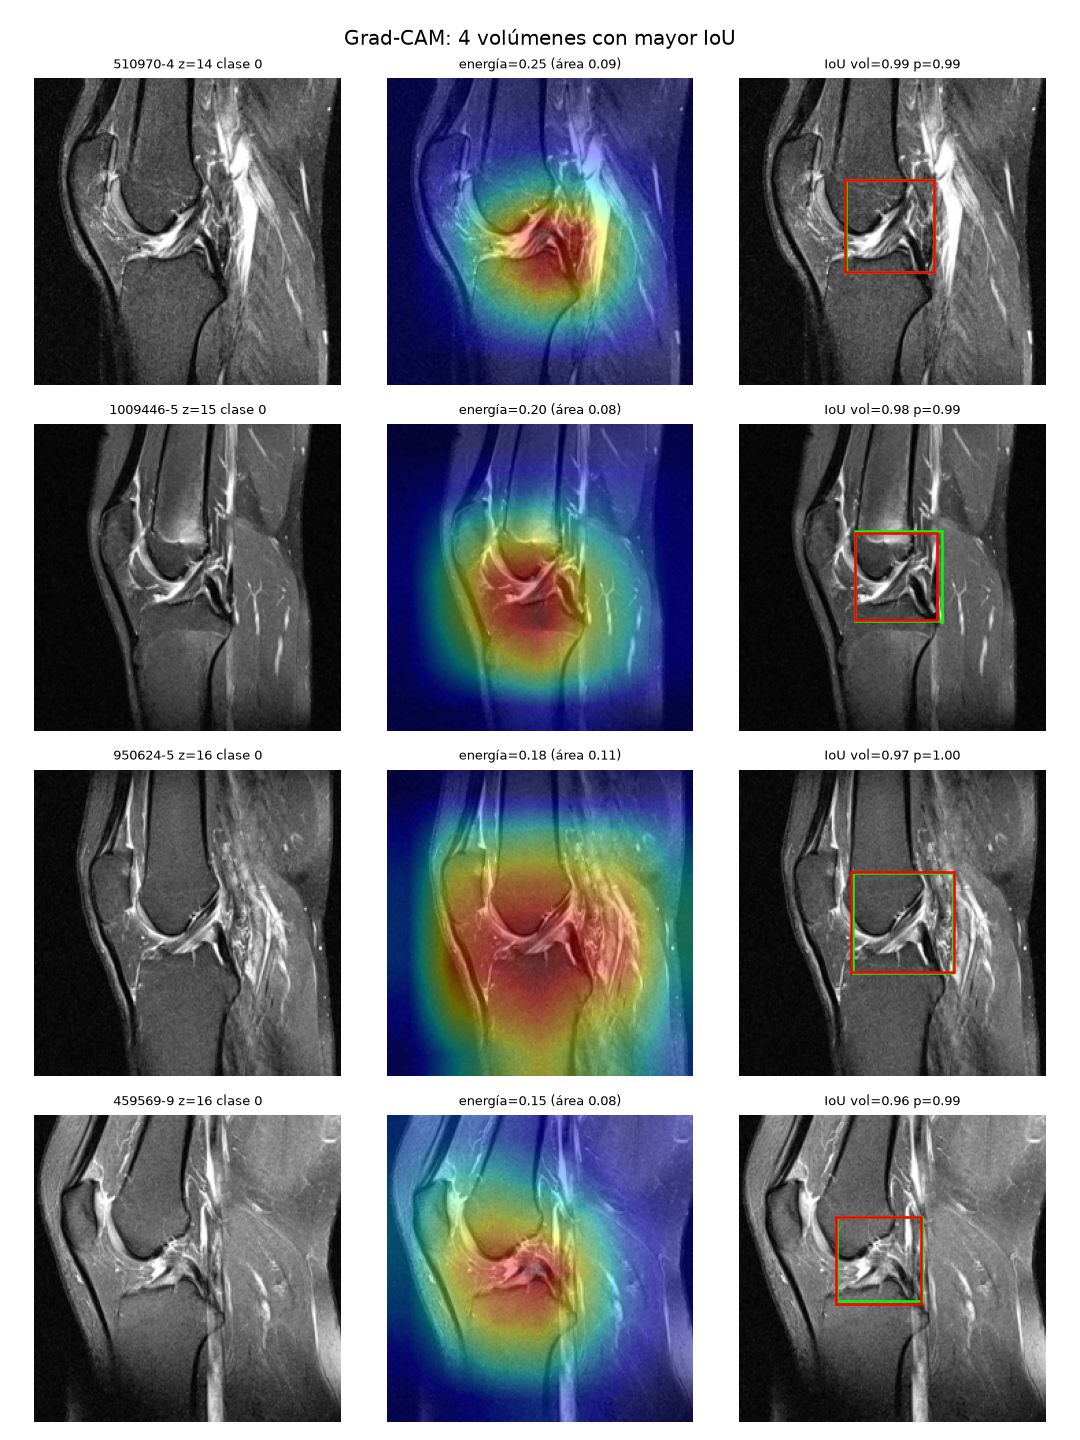 Grad-CAM: 4 volúmenes con mayor IoU
510970-4 z=14 clase 0
energía=0.25 (área 0.09)
IoU vol=0.99 p=0.99
1009446-5 z=15 clase 0
energía=0.20 (área 0.08)
IoU vol=0.98 p=0.99
950624-5 z=16 clase 0
energía=0.18 (área 0.11)
IoU vol=0.97 p=1.00
459569-9 z=16 clase 0
energía=0.15 (área 0.08)
IoU vol=0.96 p=0.99